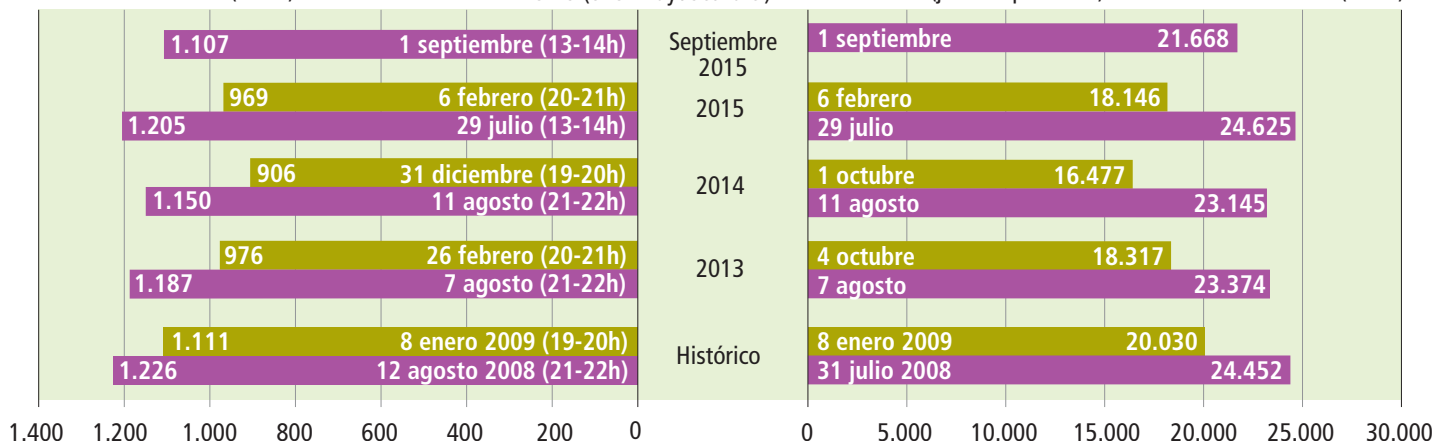 1.107 1 septiembre (13-14h) Septiembre 2015 1 septiembre 21.668
969 6 febrero (20-21h) 2015 6 febrero 18.146
1.205 29 julio (13-14h) 29 julio 24.625
906 31 diciembre (19-20h) 2014 1 octubre 16.477
1.150 11 agosto (21-22h) 11 agosto 23.145
976 26 febrero (20-21h) 2013 4 octubre 18.317
1.187 7 agosto (21-22h) 7 agosto 23.374
1.111 8 enero 2009 (19-20h) Histórico 8 enero 2009 20.030
1.226 12 agosto 2008 (21-22h) 31 julio 2008 24.452
1.400 1.200 1.000 800 600 400 200 0 0 5.000 10.000 15.000 20.000 25.000 30.000